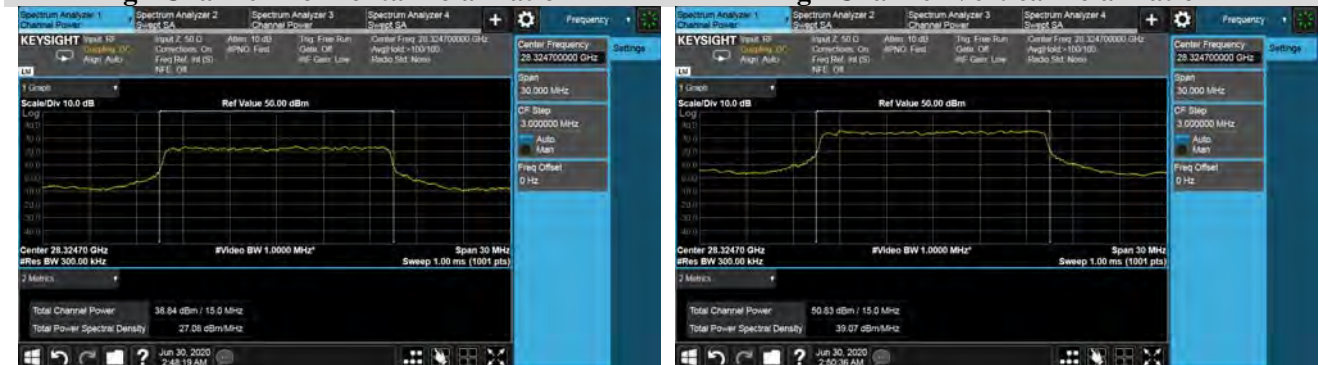 Spectrum Analyzer 1
Channel Power
Spectrum Analyzer 2
Swept SA
Spectrum Analyzer 3
Channel Power
Spectrum Analyzer 4
Swept SA
+
Frequency
KEYSIGHT
Input: RF
Coupling: DC
Align: Auto
Input Z: 50 Ω
Corrections: On
Freq Ref: Int (S)
NFE: Off
Atten: 10 dB
#PNO: Fast
Trig: Free Run
Gate: Off
#IF Gain: Low
Center Freq: 28.324700000 GHz
Avg|Hold:>100/100
Radio Std: None
LM
Center Frequency
28.324700000 GHz
Settings
Span
30.000 MHz
CF Step
3.000000 MHz
Auto
Man
Freq Offset
0 Hz
1 Graph
Scale/Div 10.0 dB
Ref Value 50.00 dBm
Log
Center 28.32470 GHz
#Video BW 1.0000 MHz*
Span 30 MHz
#Res BW 300.00 kHz
Sweep 1.00 ms (1001 pts)
2 Metrics
Total Channel Power 38.84 dBm / 15.0 MHz
Total Power Spectral Density 27.08 dBm/MHz
Jun 30, 2020
2:48:19 AM
Spectrum Analyzer 1
Channel Power
Spectrum Analyzer 2
Swept SA
Spectrum Analyzer 3
Channel Power
Spectrum Analyzer 4
Swept SA
+
Frequency
KEYSIGHT
Input: RF
Coupling: DC
Align: Auto
Input Z: 50 Ω
Corrections: On
Freq Ref: Int (S)
NFE: Off
Atten: 10 dB
#PNO: Fast
Trig: Free Run
Gate: Off
#IF Gain: Low
Center Freq: 28.324700000 GHz
Avg|Hold:>100/100
Radio Std: None
LM
Center Frequency
28.324700000 GHz
Settings
Span
30.000 MHz
CF Step
3.000000 MHz
Auto
Man
Freq Offset
0 Hz
1 Graph
Scale/Div 10.0 dB
Ref Value 50.00 dBm
Log
Center 28.32470 GHz
#Video BW 1.0000 MHz*
Span 30 MHz
#Res BW 300.00 kHz
Sweep 1.00 ms (1001 pts)
2 Metrics
Total Channel Power 50.83 dBm / 15.0 MHz
Total Power Spectral Density 39.07 dBm/MHz
Jun 30, 2020
2:50:36 AM